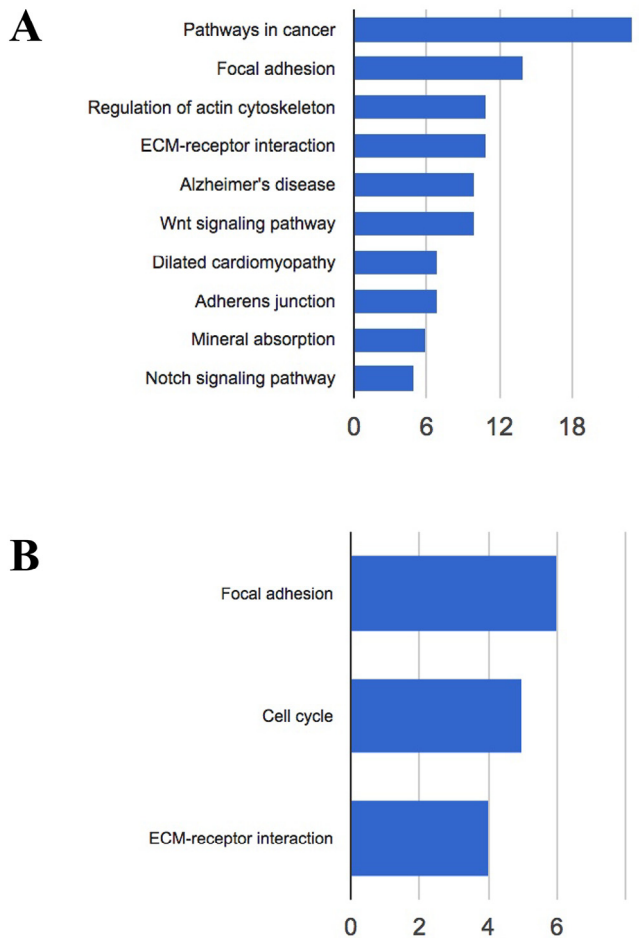 A
Pathways in cancer
Focal adhesion
Regulation of actin cytoskeleton
ECM-receptor interaction
Alzheimer's disease
Wnt signaling pathway
Dilated cardiomyopathy
Adherens junction
Mineral absorption
Notch signaling pathway
0 6 12 18
B
Focal adhesion
Cell cycle
ECM-receptor interaction
0 2 4 6